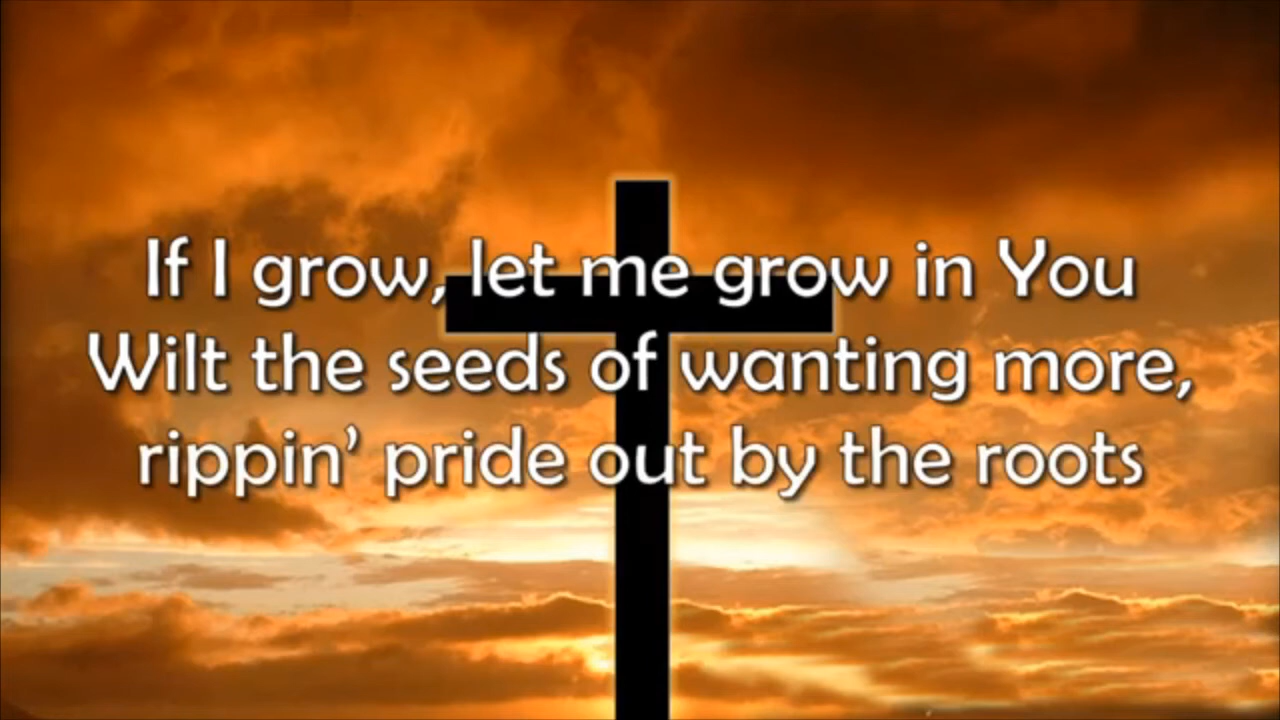 If I grow, let me grow in You
Wilt the seeds of wanting more,
rippin’ pride out by the roots